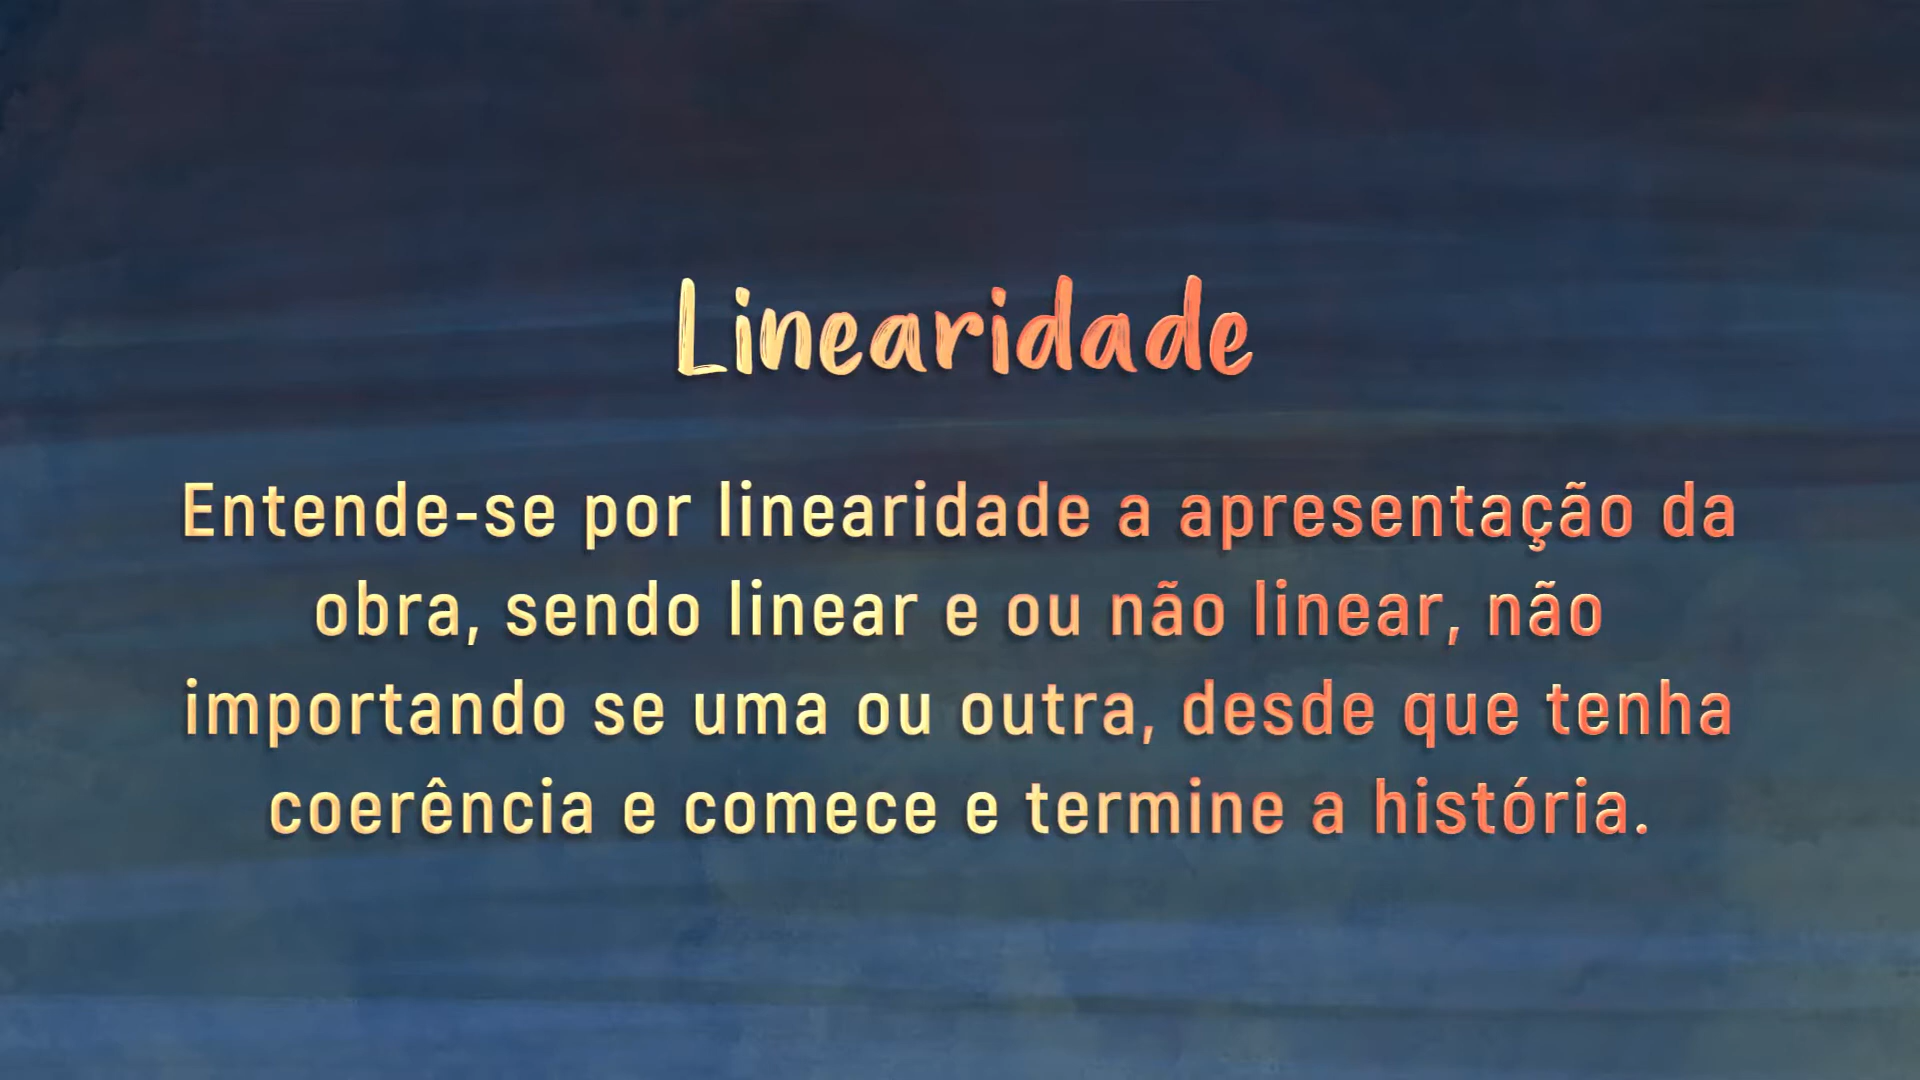 Linearidade
Entende-se por linearidade a apresentação da
obra, sendo linear e ou não linear, não
importando se uma ou outra, desde que tenha
coerência e comece e termine a história.